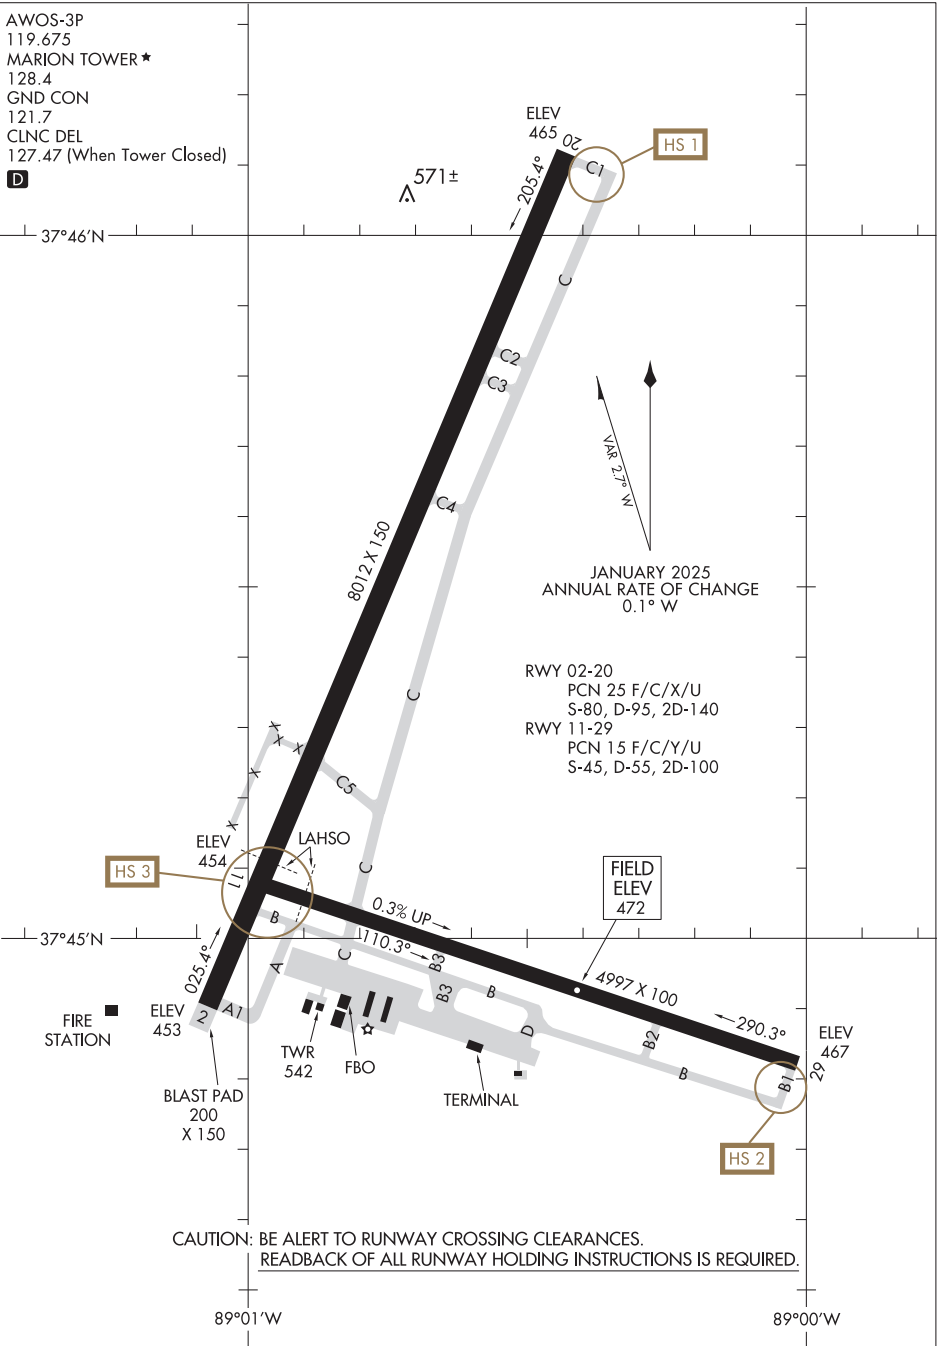 AWOS-3P
119.675
MARION TOWER★
128.4
GND CON
121.7
CLNC DEL
127.47 (When Tower Closed)
D
ELEV
465
20
HS 1
C1
571±
205.4°
37°46'N
C
C2
C3
C4
VAR 2.7° W
8012 X 150
JANUARY 2025
ANNUAL RATE OF CHANGE
0.1° W
RWY 02-20
PCN 25 F/C/X/U
S-80, D-95, 2D-140
RWY 11-29
PCN 15 F/C/Y/U
S-45, D-55, 2D-100
C
X
X
X
X
X
C5
ELEV
454
LAHSO
HS 3
11
C
FIELD
ELEV
472
0.3% UP
B
37°45'N
110.3°
025.4°
A
C
B3
B3
B
4997 X 100
290.3°
ELEV
467
29
FIRE
STATION
ELEV
453
2
A1
D
B2
B
B1
TWR
542
FBO
TERMINAL
BLAST PAD
200
X 150
HS 2
CAUTION: BE ALERT TO RUNWAY CROSSING CLEARANCES.
READBACK OF ALL RUNWAY HOLDING INSTRUCTIONS IS REQUIRED.
89°01'W
89°00'W